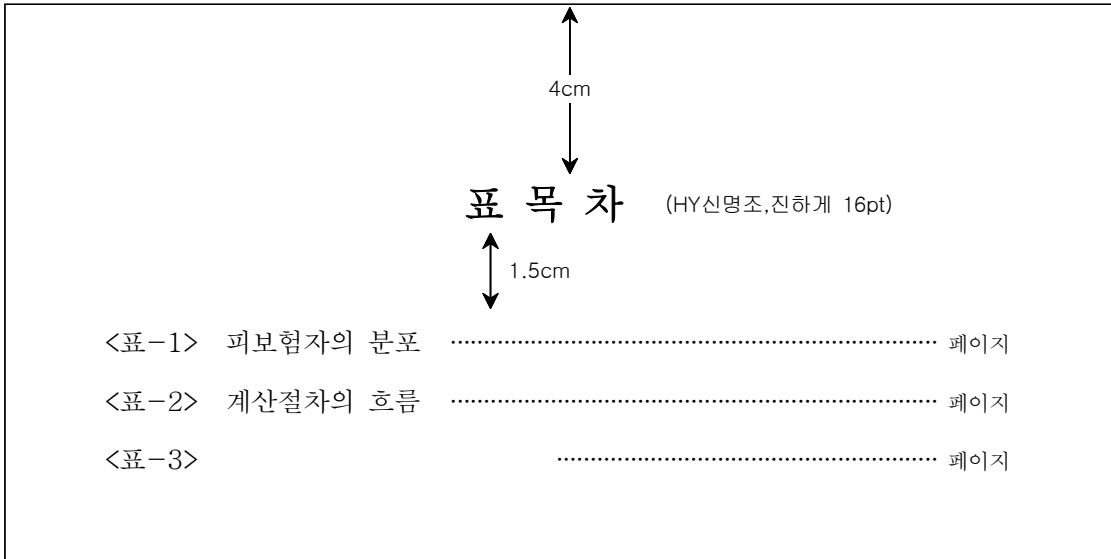 4cm
표 목 차 (HY신명조,진하게 16pt)
1.5cm
<표-1> 피보험자의 분포 ································································ 페이지
<표-2> 계산절차의 흐름 ································································ 페이지
<표-3> ·················································· 페이지